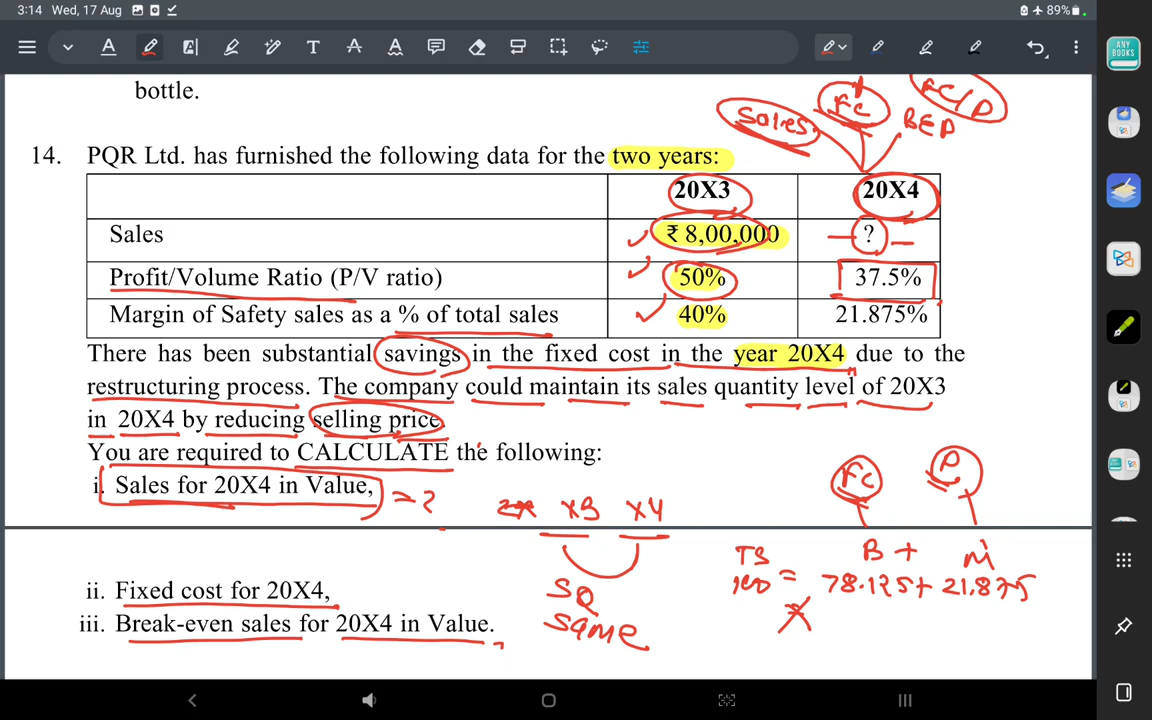 3:14 Wed, 17 Aug
89%
ANY BOOKS
bottle.
Sales
FC
FC/P
BEP
14. PQR Ltd. has furnished the following data for the two years:
20X3 20X4
Sales ₹ 8,00,000 ?
Profit/Volume Ratio (P/V ratio) 50% 37.5%
Margin of Safety sales as a % of total sales 40% 21.875%
There has been substantial savings in the fixed cost in the year 20X4 due to the
restructuring process. The company could maintain its sales quantity level of 20X3
in 20X4 by reducing selling price.
You are required to CALCULATE the following:
i. Sales for 20X4 in Value, = ?
X3 X4
FC P
TS B + M
100 = 78.125 + 21.875
SQ
Same
ii. Fixed cost for 20X4,
iii. Break-even sales for 20X4 in Value.